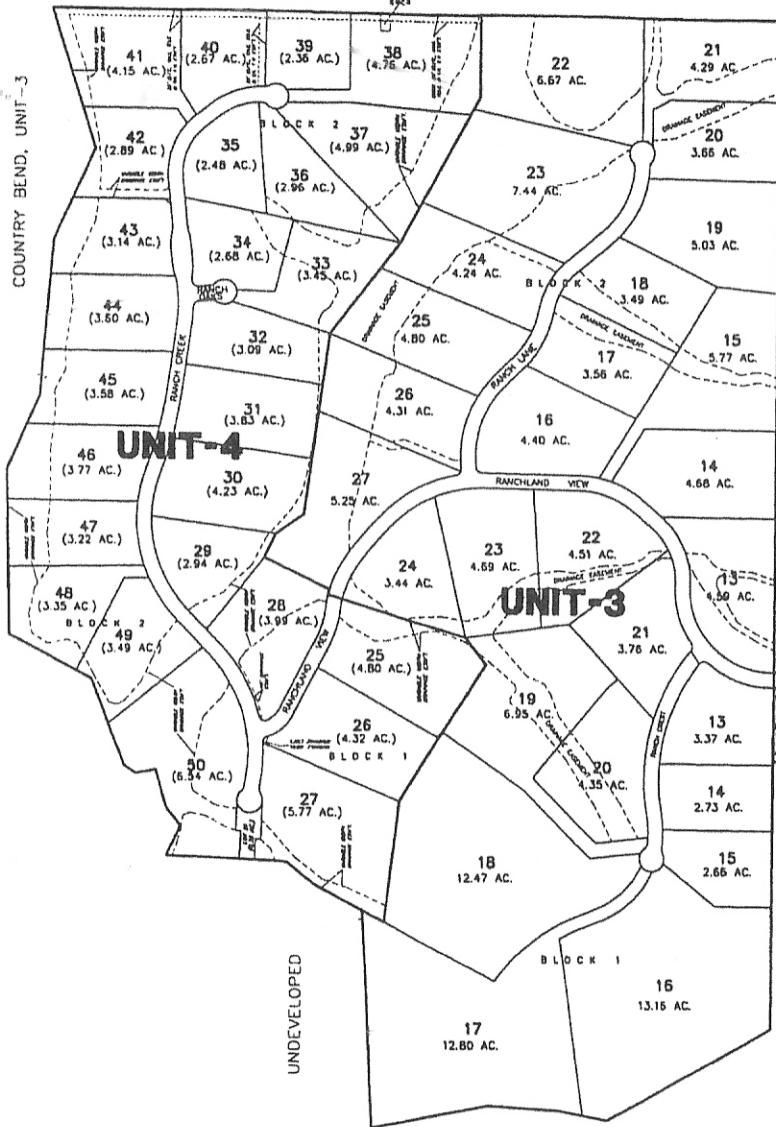 COUNTRY BEND, UNIT-3
41
(4.15 AC.)
40
(2.67 AC.)
39
(2.36 AC.)
38
(4.76 AC.)
22
6.67 AC.
21
4.29 AC.
DRAINAGE EASEMENT
20
3.66 AC.
42
(2.89 AC.)
35
(2.48 AC.)
BLOCK 2
37
(4.99 AC.)
36
(2.96 AC.)
23
7.44 AC.
19
5.03 AC.
43
(3.14 AC.)
34
(2.68 AC.)
33
(3.45 AC.)
24
4.24 AC.
BLOCK 2
18
3.49 AC.
44
(3.60 AC.)
RANCH OAKS
DRAINAGE EASEMENT
25
4.80 AC.
DRAINAGE EASEMENT
15
5.77 AC.
RANCH CREEK
32
(3.09 AC.)
RANCH LANE
17
3.56 AC.
45
(3.58 AC.)
31
(3.83 AC.)
26
4.31 AC.
16
4.40 AC.
UNIT-4
46
(3.77 AC.)
30
(4.23 AC.)
27
5.25 AC.
RANCHLAND VIEW
14
4.68 AC.
47
(3.22 AC.)
29
(2.94 AC.)
24
3.44 AC.
23
4.69 AC.
22
4.51 AC.
DRAINAGE EASEMENT
13
4.59 AC.
48
(3.35 AC.)
BLOCK 2
49
(3.49 AC.)
28
(3.99 AC.)
RANCHLAND VIEW
UNIT-3
25
(4.80 AC.)
21
3.76 AC.
19
6.95 AC.
DRAINAGE EASEMENT
26
(4.32 AC.)
BLOCK 1
RANCH CREST
13
3.37 AC.
50
(6.54 AC.)
20
4.35 AC.
27
(5.77 AC.)
14
2.73 AC.
18
12.47 AC.
15
2.66 AC.
UNDEVELOPED
BLOCK 1
16
13.16 AC.
17
12.80 AC.